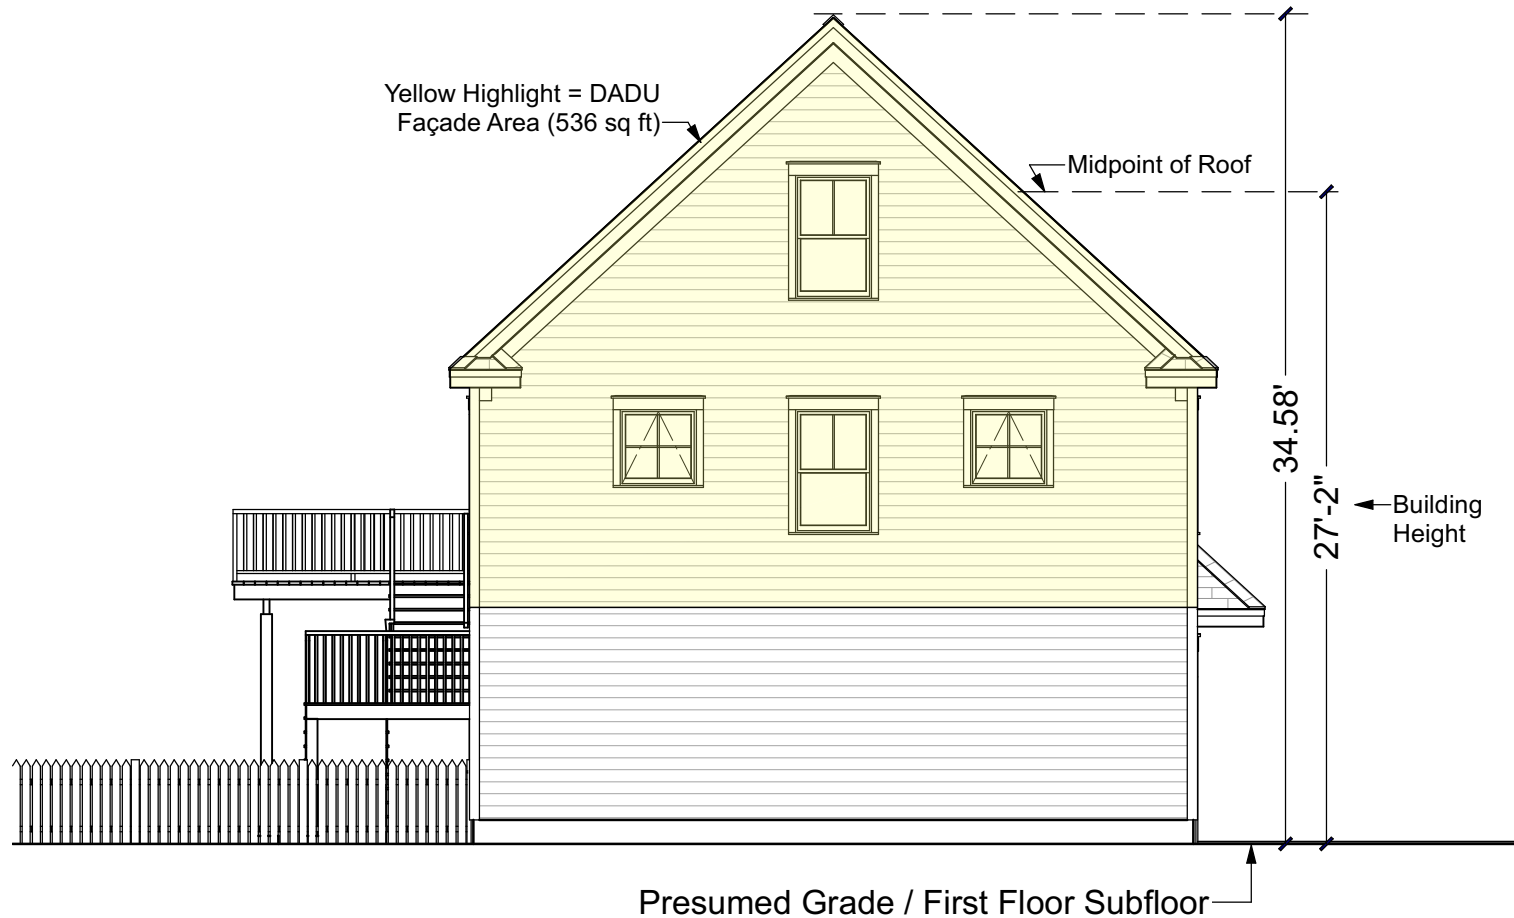 Yellow Highlight = DADU
Façade Area (536 sq ft)
Midpoint of Roof
34.58'
27'-2"
Building
Height
Presumed Grade / First Floor Subfloor